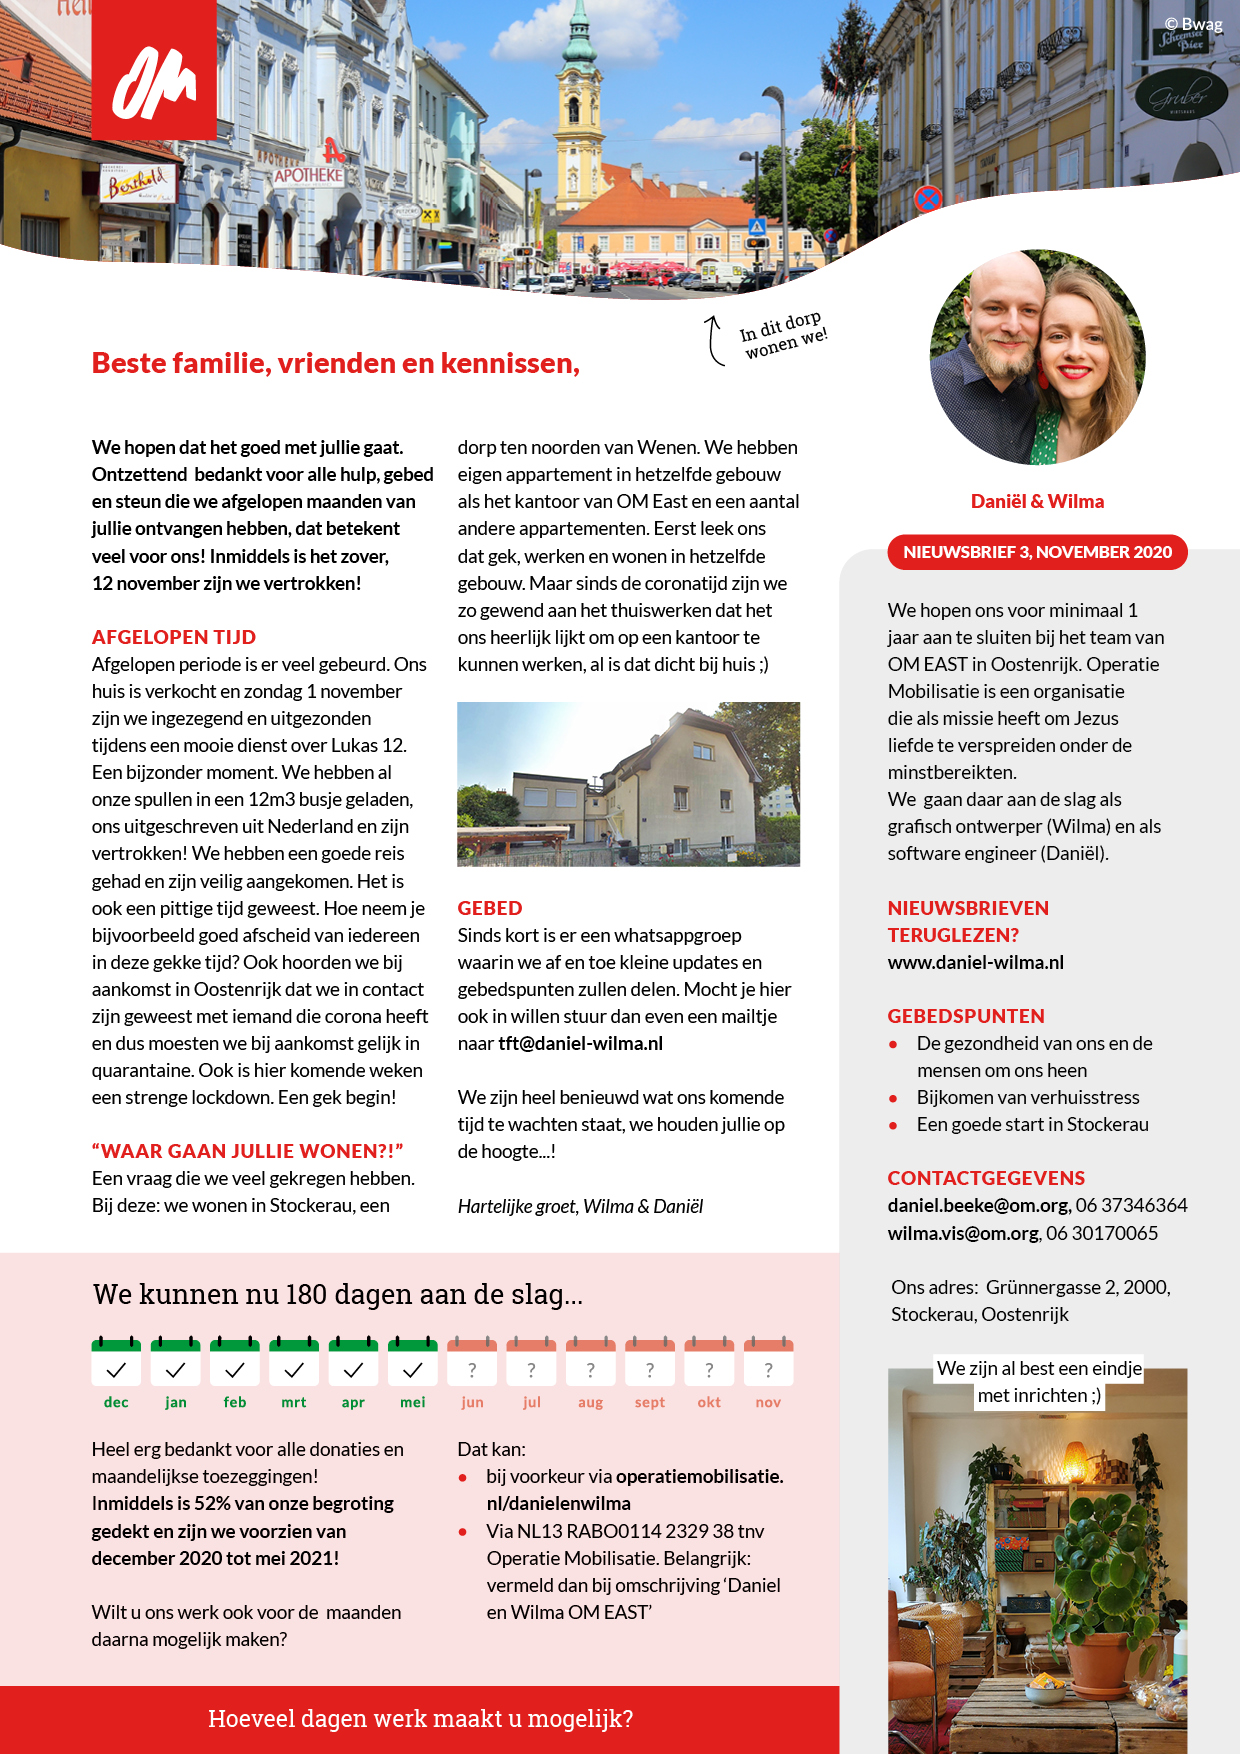 © Bwag
Schremser
Bier
Gruber
Berthold
APOTHEKE
APOTHEKE
OM
In dit dorp
wonen we!
Beste familie, vrienden en kennissen,
We hopen dat het goed met jullie gaat.
Ontzettend  bedankt voor alle hulp, gebed
en steun die we afgelopen maanden van
jullie ontvangen hebben, dat betekent
veel voor ons! Inmiddels is het zover,
12 november zijn we vertrokken!
AFGELOPEN TIJD
Afgelopen periode is er veel gebeurd. Ons
huis is verkocht en zondag 1 november
zijn we ingezegend en uitgezonden
tijdens een mooie dienst over Lukas 12.
Een bijzonder moment. We hebben al
onze spullen in een 12m3 busje geladen,
ons uitgeschreven uit Nederland en zijn
vertrokken! We hebben een goede reis
gehad en zijn veilig aangekomen. Het is
ook een pittige tijd geweest. Hoe neem je
bijvoorbeeld goed afscheid van iedereen
in deze gekke tijd? Ook hoorden we bij
aankomst in Oostenrijk dat we in contact
zijn geweest met iemand die corona heeft
en dus moesten we bij aankomst gelijk in
quarantaine. Ook is hier komende weken
een strenge lockdown. Een gek begin!
“WAAR GAAN JULLIE WONEN?!”
Een vraag die we veel gekregen hebben.
Bij deze: we wonen in Stockerau, een
dorp ten noorden van Wenen. We hebben
eigen appartement in hetzelfde gebouw
als het kantoor van OM East en een aantal
andere appartementen. Eerst leek ons
dat gek, werken en wonen in hetzelfde
gebouw. Maar sinds de coronatijd zijn we
zo gewend aan het thuiswerken dat het
ons heerlijk lijkt om op een kantoor te
kunnen werken, al is dat dicht bij huis ;)
GEBED
Sinds kort is er een whatsappgroep
waarin we af en toe kleine updates en
gebedspunten zullen delen. Mocht je hier
ook in willen stuur dan even een mailtje
naar tft@daniel-wilma.nl
We zijn heel benieuwd wat ons komende
tijd te wachten staat, we houden jullie op
de hoogte...!
Hartelijke groet, Wilma & Daniël
Daniël & Wilma
NIEUWSBRIEF 3, NOVEMBER 2020
We hopen ons voor minimaal 1
jaar aan te sluiten bij het team van
OM EAST in Oostenrijk. Operatie
Mobilisatie is een organisatie
die als missie heeft om Jezus
liefde te verspreiden onder de
minstbereikten.
We  gaan daar aan de slag als
grafisch ontwerper (Wilma) en als
software engineer (Daniël).
NIEUWSBRIEVEN
TERUGLEZEN?
www.daniel-wilma.nl
GEBEDSPUNTEN
• De gezondheid van ons en de
mensen om ons heen
• Bijkomen van verhuisstress
• Een goede start in Stockerau
CONTACTGEGEVENS
daniel.beeke@om.org, 06 37346364
wilma.vis@om.org, 06 30170065
Ons adres:  Grünnergasse 2, 2000,
Stockerau, Oostenrijk
We zijn al best een eindje
met inrichten ;)
We kunnen nu 180 dagen aan de slag...
? ? ? ? ? ?
dec jan feb mrt apr mei jun jul aug sept okt nov
Heel erg bedankt voor alle donaties en
maandelijkse toezeggingen!
Inmiddels is 52% van onze begroting
gedekt en zijn we voorzien van
december 2020 tot mei 2021!
Wilt u ons werk ook voor de  maanden
daarna mogelijk maken?
Dat kan:
• bij voorkeur via operatiemobilisatie.
nl/danielenwilma
• Via NL13 RABO0114 2329 38 tnv
Operatie Mobilisatie. Belangrijk:
vermeld dan bij omschrijving ‘Daniel
en Wilma OM EAST’
Hoeveel dagen werk maakt u mogelijk?